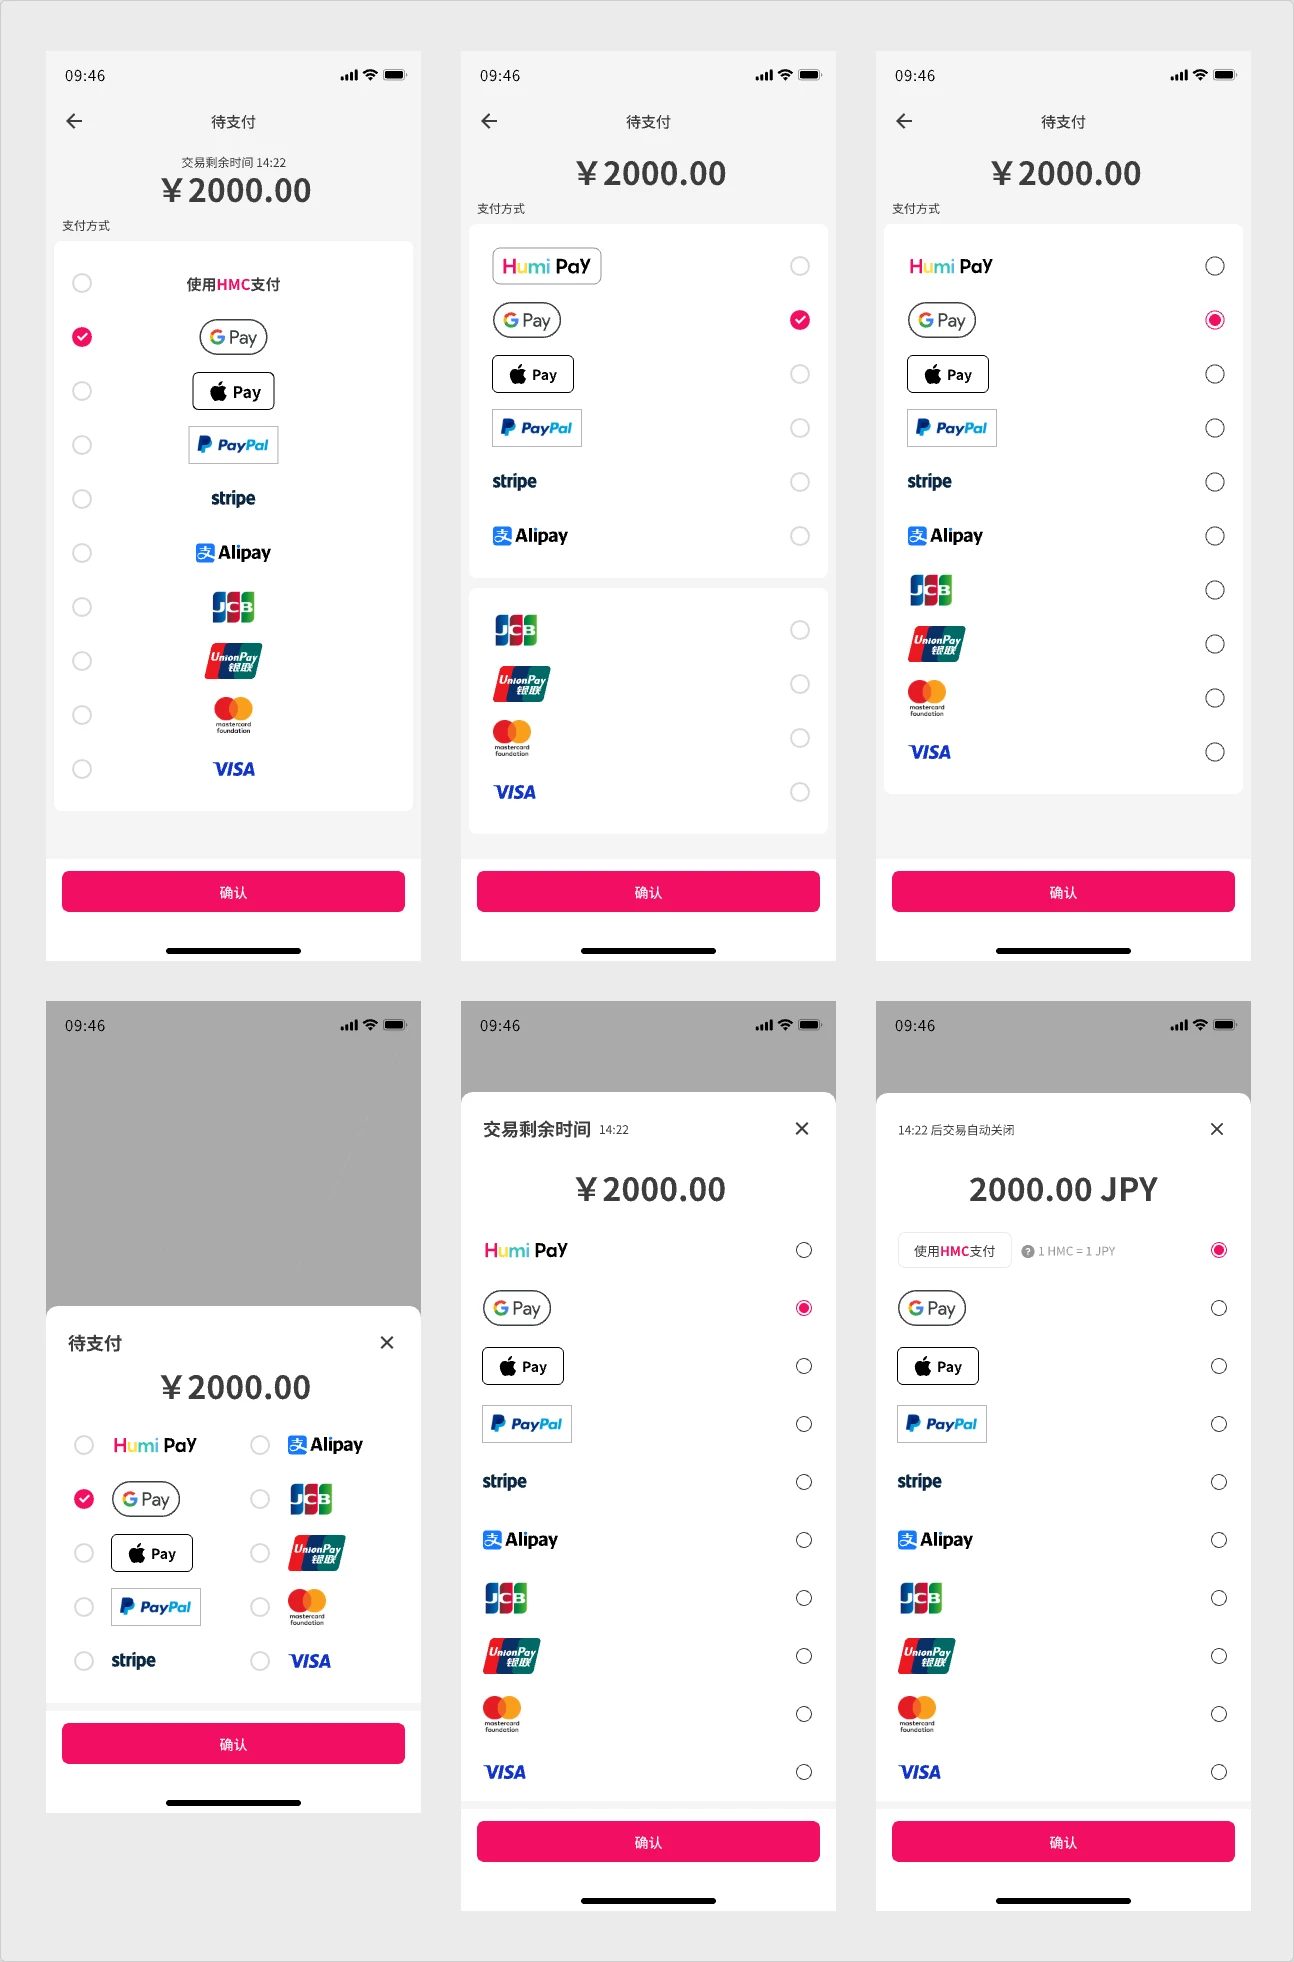 09:46
待支付
交易剩余时间 14:22
￥2000.00
支付方式
使用HMC支付
G Pay
Pay
PayPal
stripe
支 Alipay
JCB
UnionPay
银联
mastercard
foundation
VISA
确认
09:46
待支付
￥2000.00
支付方式
Humi PaY
G Pay
Pay
PayPal
stripe
支 Alipay
JCB
UnionPay
银联
mastercard
foundation
VISA
确认
09:46
待支付
￥2000.00
支付方式
Humi PaY
G Pay
Pay
PayPal
stripe
支 Alipay
JCB
UnionPay
银联
mastercard
foundation
VISA
确认
09:46
待支付
￥2000.00
Humi PaY
支 Alipay
G Pay
JCB
Pay
UnionPay
银联
PayPal
mastercard
foundation
stripe
VISA
确认
09:46
交易剩余时间 14:22
￥2000.00
Humi PaY
G Pay
Pay
PayPal
stripe
支 Alipay
JCB
UnionPay
银联
mastercard
foundation
VISA
确认
09:46
14:22 后交易自动关闭
2000.00 JPY
使用HMC支付 ? 1 HMC = 1 JPY
G Pay
Pay
PayPal
stripe
支 Alipay
JCB
UnionPay
银联
mastercard
foundation
VISA
确认